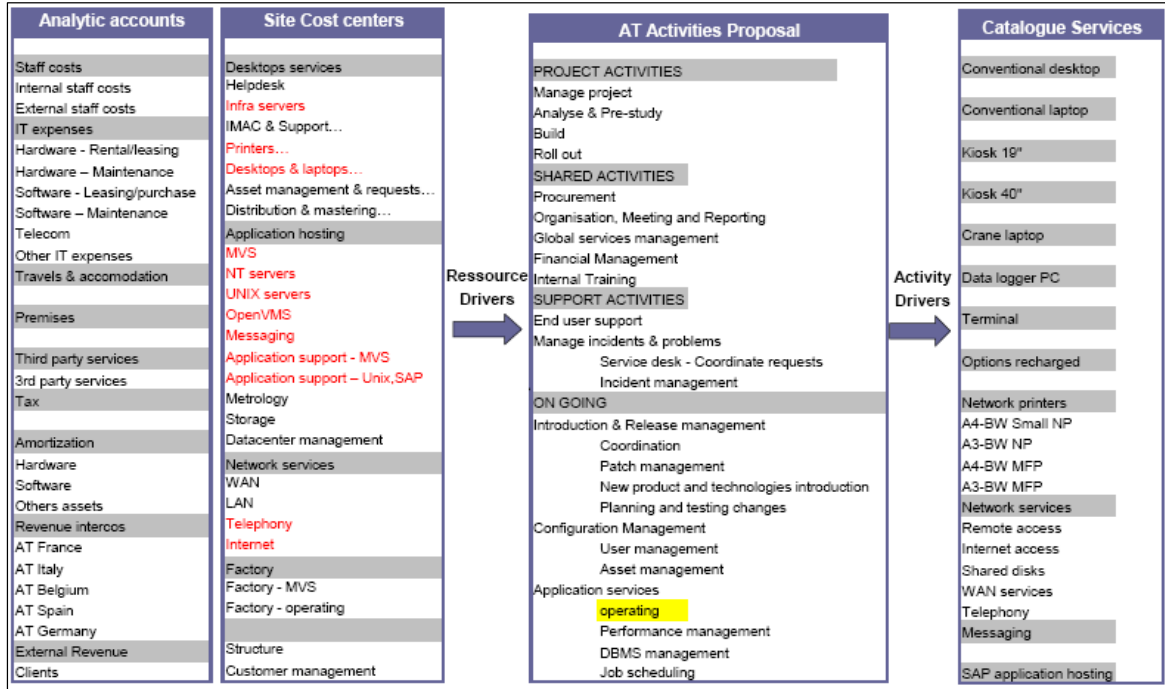 Analytic accounts
Staff costs
Internal staff costs
External staff costs
IT expenses
Hardware - Rental/leasing
Hardware – Maintenance
Software - Leasing/purchase
Software – Maintenance
Telecom
Other IT expenses
Travels & accomodation
Premises
Third party services
3rd party services
Tax
Amortization
Hardware
Software
Others assets
Revenue intercos
AT France
AT Italy
AT Belgium
AT Spain
AT Germany
External Revenue
Clients
Site Cost centers
Desktops services
Helpdesk
Infra servers
IMAC & Support…
Printers…
Desktops & laptops…
Asset management & requests…
Distribution & mastering…
Application hosting
MVS
NT servers
UNIX servers
OpenVMS
Messaging
Application support - MVS
Application support – Unix,SAP
Metrology
Storage
Datacenter management
Network services
WAN
LAN
Telephony
Internet
Factory
Factory - MVS
Factory - operating
Structure
Customer management
Ressource
Drivers
AT Activities Proposal
PROJECT ACTIVITIES
Manage project
Analyse & Pre-study
Build
Roll out
SHARED ACTIVITIES
Procurement
Organisation, Meeting and Reporting
Global services management
Financial Management
Internal Training
SUPPORT ACTIVITIES
End user support
Manage incidents & problems
Service desk - Coordinate requests
Incident management
ON GOING
Introduction & Release management
Coordination
Patch management
New product and technologies introduction
Planning and testing changes
Configuration Management
User management
Asset management
Application services
operating
Performance management
DBMS management
Job scheduling
Activity
Drivers
Catalogue Services
Conventional desktop
Conventional laptop
Kiosk 19"
Kiosk 40"
Crane laptop
Data logger PC
Terminal
Options recharged
Network printers
A4-BW Small NP
A3-BW NP
A4-BW MFP
A3-BW MFP
Network services
Remote access
Internet access
Shared disks
WAN services
Telephony
Messaging
SAP application hosting